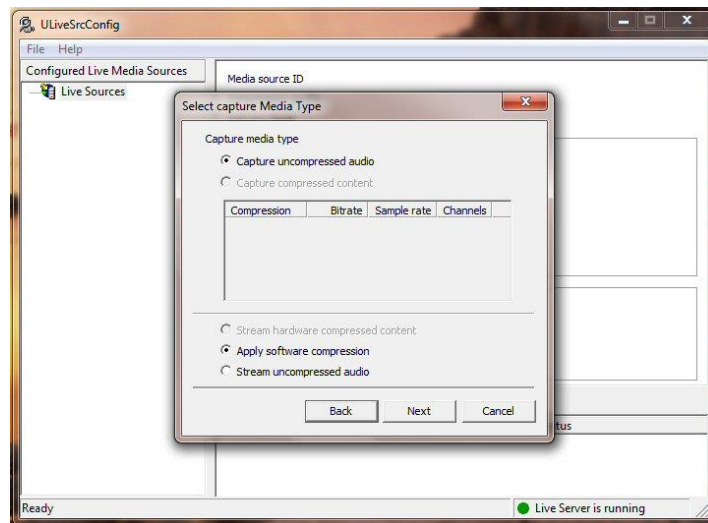 ULiveSrcConfig
File Help
Configured Live Media Sources
Live Sources
Media source ID
Select capture Media Type
Capture media type
Capture uncompressed audio
Capture compressed content
Compression Bitrate Sample rate Channels
Stream hardware compressed content
Apply software compression
Stream uncompressed audio
Back Next Cancel
Ready
Live Server is running